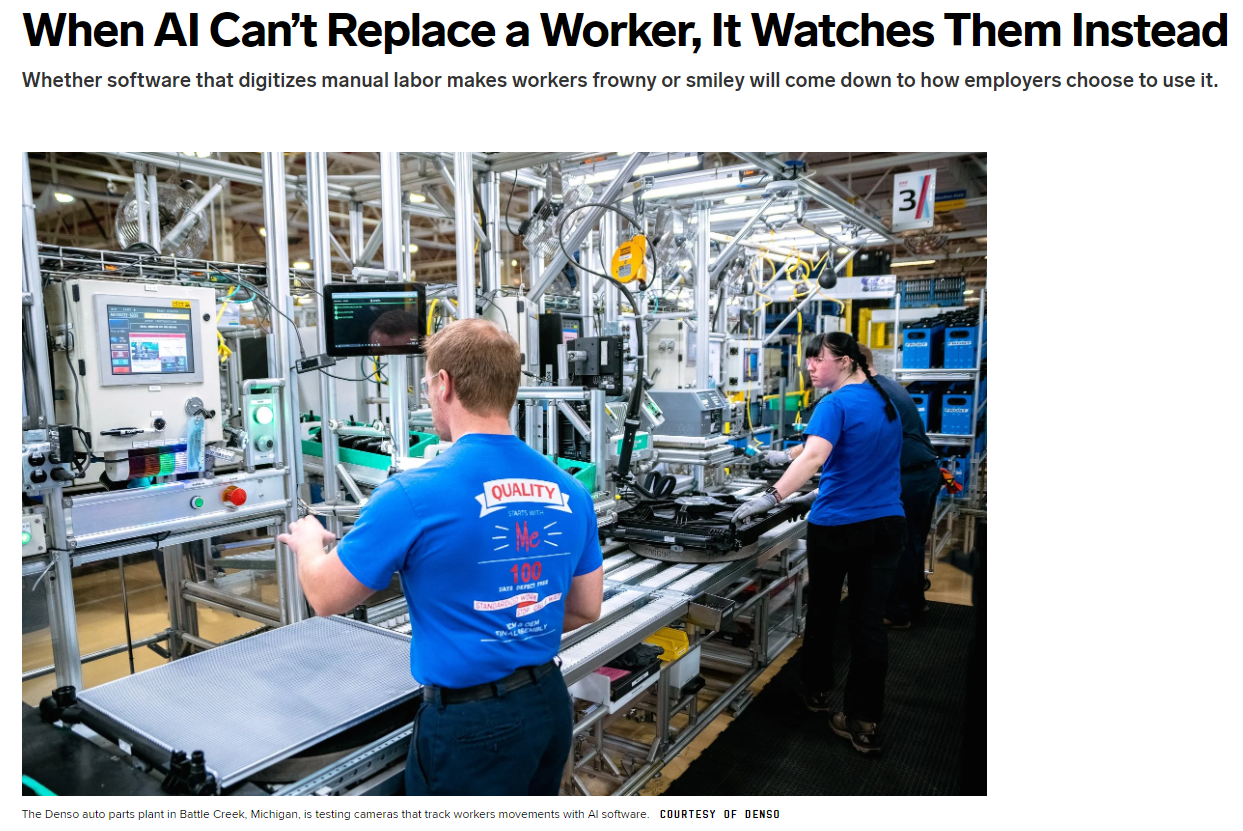 When AI Can’t Replace a Worker, It Watches Them Instead
Whether software that digitizes manual labor makes workers frowny or smiley will come down to how employers choose to use it.
3
QUALITY
STARTS WITH
Me
100
DAYS DEFECT FREE
The Denso auto parts plant in Battle Creek, Michigan, is testing cameras that track workers movements with AI software. COURTESY OF DENSO